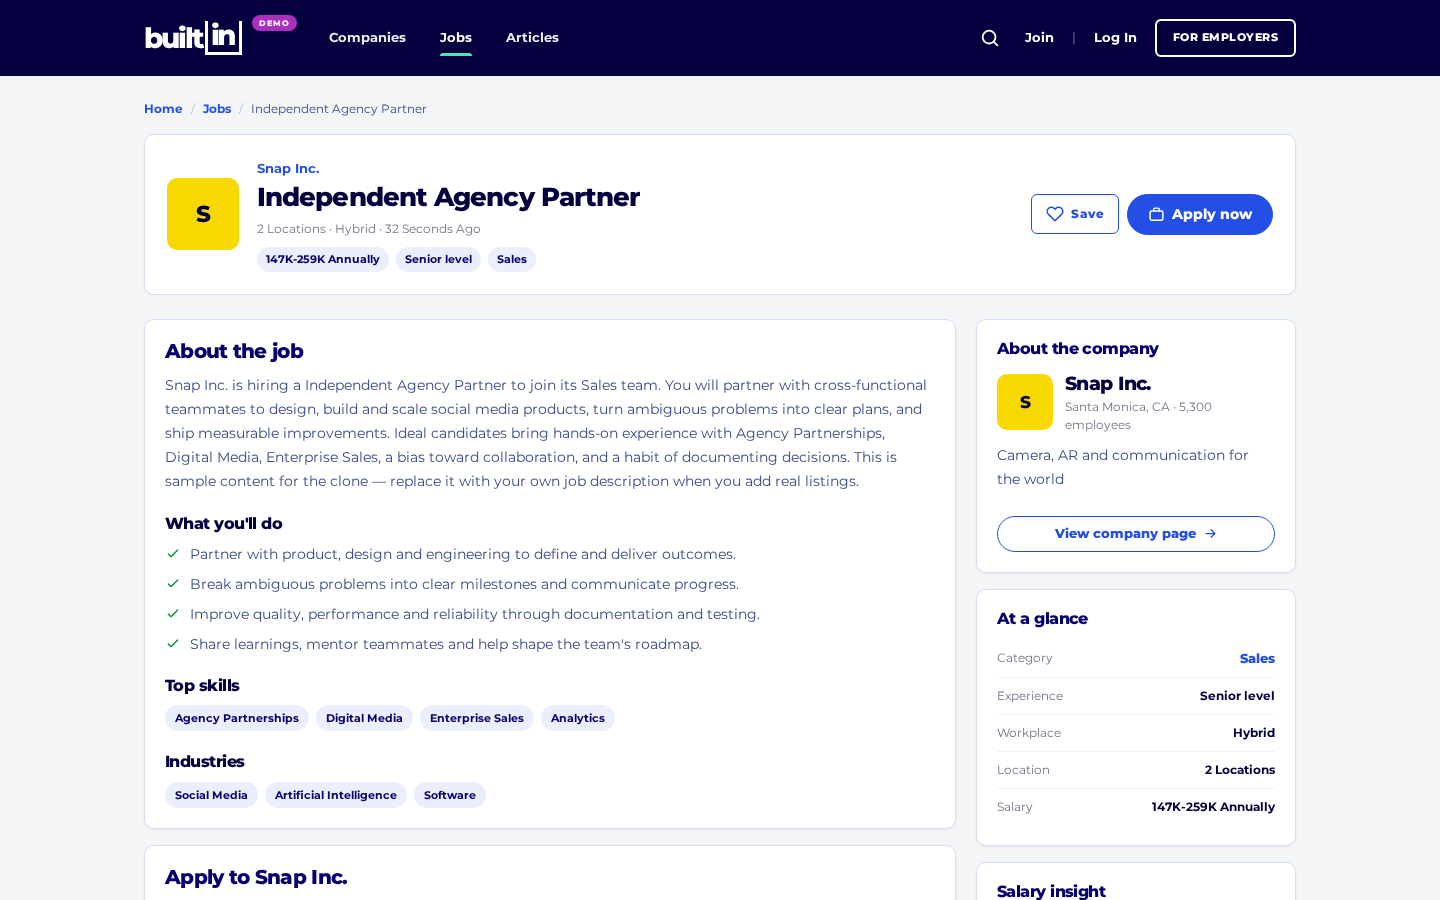 built in
DEMO
Companies
Jobs
Articles
Join
|
Log In
FOR EMPLOYERS
Home / Jobs / Independent Agency Partner
S
Snap Inc.
Independent Agency Partner
2 Locations · Hybrid · 32 Seconds Ago
147K-259K Annually
Senior level
Sales
Save
Apply now
About the job
Snap Inc. is hiring a Independent Agency Partner to join its Sales team. You will partner with cross-functional
teammates to design, build and scale social media products, turn ambiguous problems into clear plans, and
ship measurable improvements. Ideal candidates bring hands-on experience with Agency Partnerships,
Digital Media, Enterprise Sales, a bias toward collaboration, and a habit of documenting decisions. This is
sample content for the clone — replace it with your own job description when you add real listings.
What you'll do
Partner with product, design and engineering to define and deliver outcomes.
Break ambiguous problems into clear milestones and communicate progress.
Improve quality, performance and reliability through documentation and testing.
Share learnings, mentor teammates and help shape the team's roadmap.
Top skills
Agency Partnerships
Digital Media
Enterprise Sales
Analytics
Industries
Social Media
Artificial Intelligence
Software
Apply to Snap Inc.
About the company
S
Snap Inc.
Santa Monica, CA · 5,300
employees
Camera, AR and communication for
the world
View company page →
At a glance
Category Sales
Experience Senior level
Workplace Hybrid
Location 2 Locations
Salary 147K-259K Annually
Salary insight